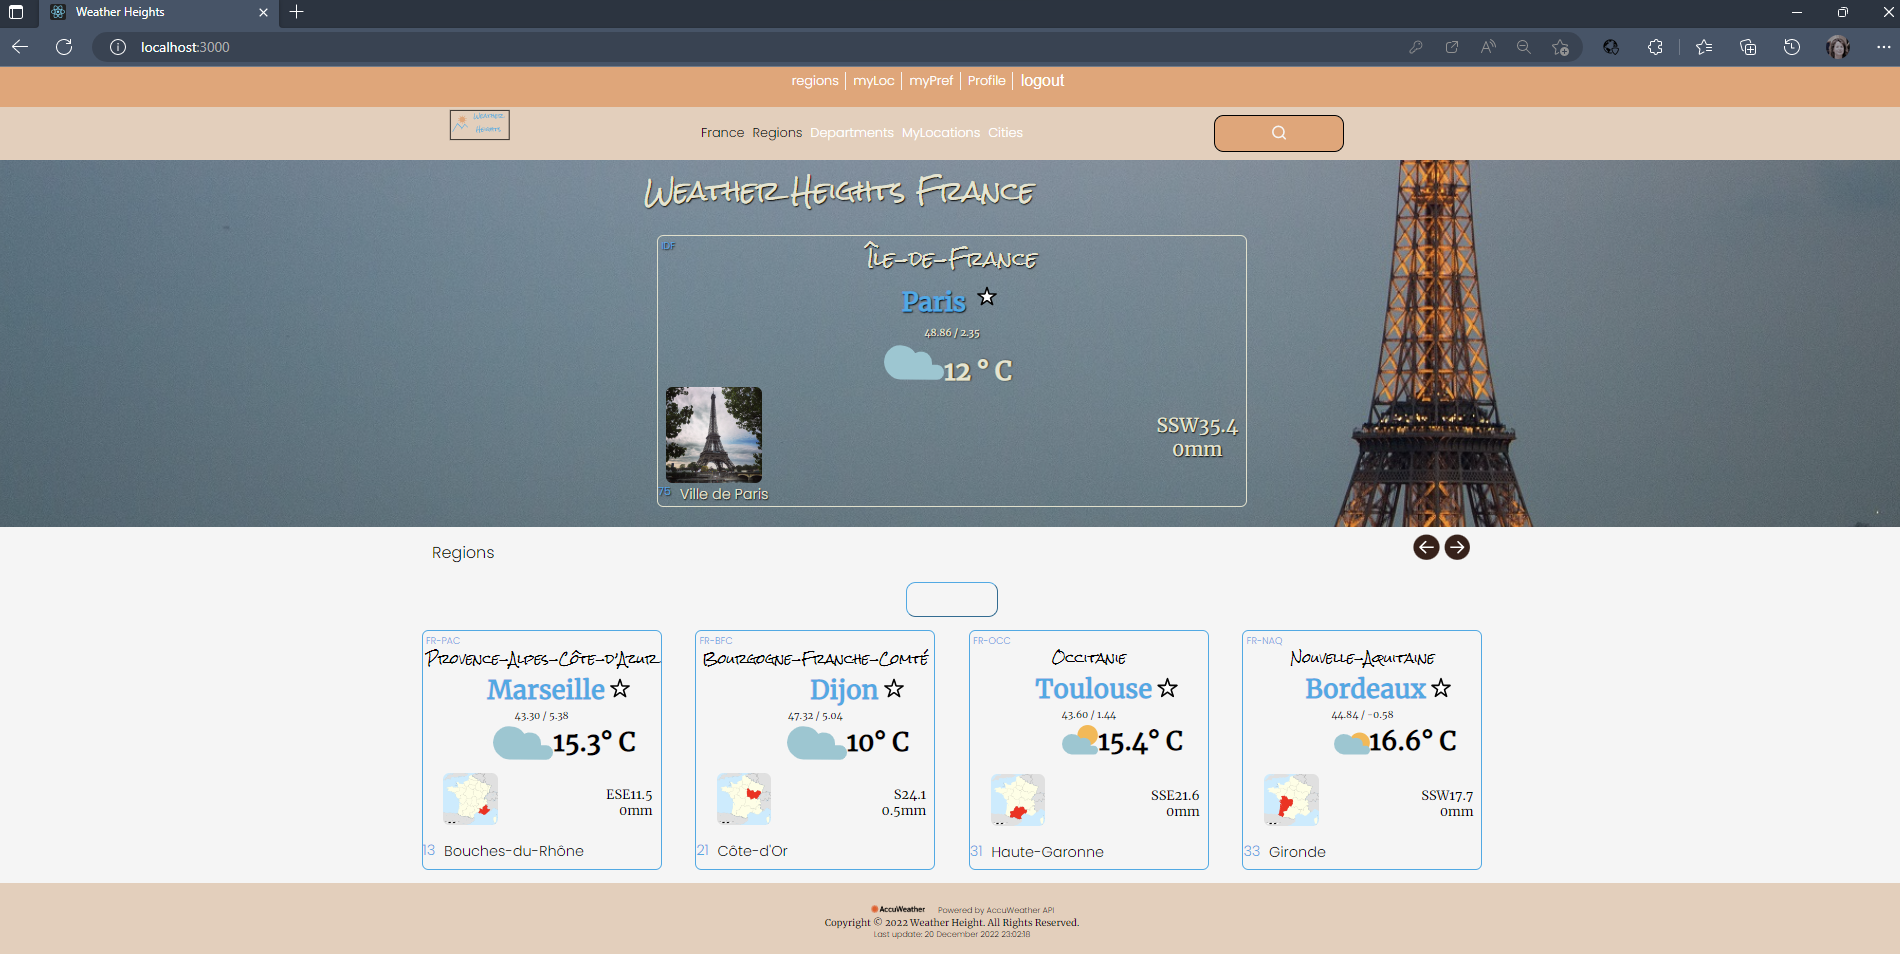 Weather Heights
localhost:3000
regions myLoc myPref Profile logout
Weather
Heights
France Regions Departments MyLocations Cities
Weather Heights France
IDF
Île-de-France
Paris
48.86 / 2.35
12 ° C
SSW35.4
0mm
75 Ville de Paris
Regions
FR-PAC
Provence-Alpes-Côte-d'Azur
Marseille
43.30 / 5.38
15.3° C
ESE11.5
0mm
13 Bouches-du-Rhône
FR-BFC
Bourgogne-Franche-Comté
Dijon
47.32 / 5.04
10° C
S24.1
0.5mm
21 Côte-d'Or
FR-OCC
Occitanie
Toulouse
43.60 / 1.44
15.4° C
SSE21.6
0mm
31 Haute-Garonne
FR-NAQ
Nouvelle-Aquitaine
Bordeaux
44.84 / -0.58
16.6° C
SSW17.7
0mm
33 Gironde
AccuWeather Powered by AccuWeather API
Copyright © 2022 Weather Height. All Rights Reserved.
Last update: 20 December 2022 23:02:18